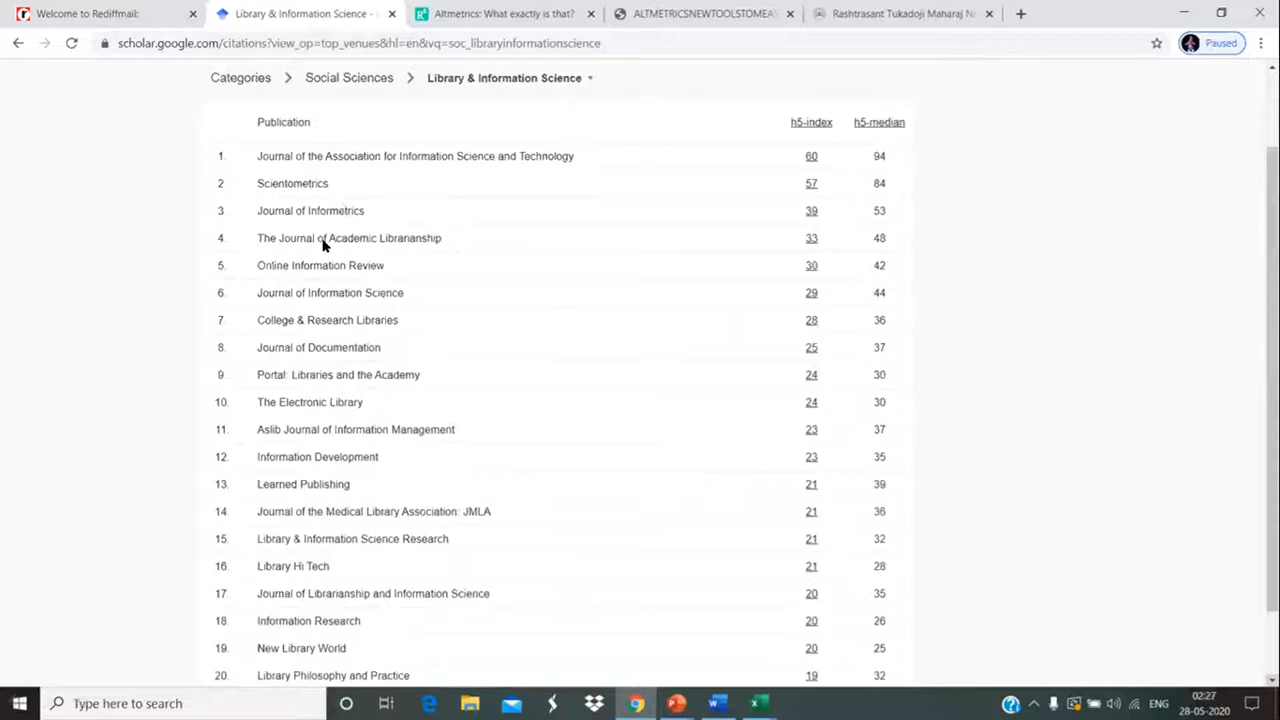 Welcome to Rediffmail: Library & Information Science - Altmetrics: What exactly is that? ALTMETRICSNEWTOOLSTOMEAS Rashtrasant Tukadoji Maharaj N
scholar.google.com/citations?view_op=top_venues&hl=en&vq=soc_libraryinformationscience Paused
Categories Social Sciences Library & Information Science
Publication h5-index h5-median
1. Journal of the Association for Information Science and Technology 60 94
2 Scientometrics 57 84
3 Journal of Informetrics 39 53
4. The Journal of Academic Librarianship 33 48
5. Online Information Review 30 42
6. Journal of Information Science 29 44
7. College & Research Libraries 28 36
8. Journal of Documentation 25 37
9. Portal: Libraries and the Academy 24 30
10. The Electronic Library 24 30
11. Aslib Journal of Information Management 23 37
12. Information Development 23 35
13. Learned Publishing 21 39
14. Journal of the Medical Library Association: JMLA 21 36
15. Library & Information Science Research 21 32
16. Library Hi Tech 21 28
17. Journal of Librarianship and Information Science 20 35
18. Information Research 20 26
19. New Library World 20 25
20. Library Philosophy and Practice 19 32
Type here to search ENG 02:27
28-05-2020